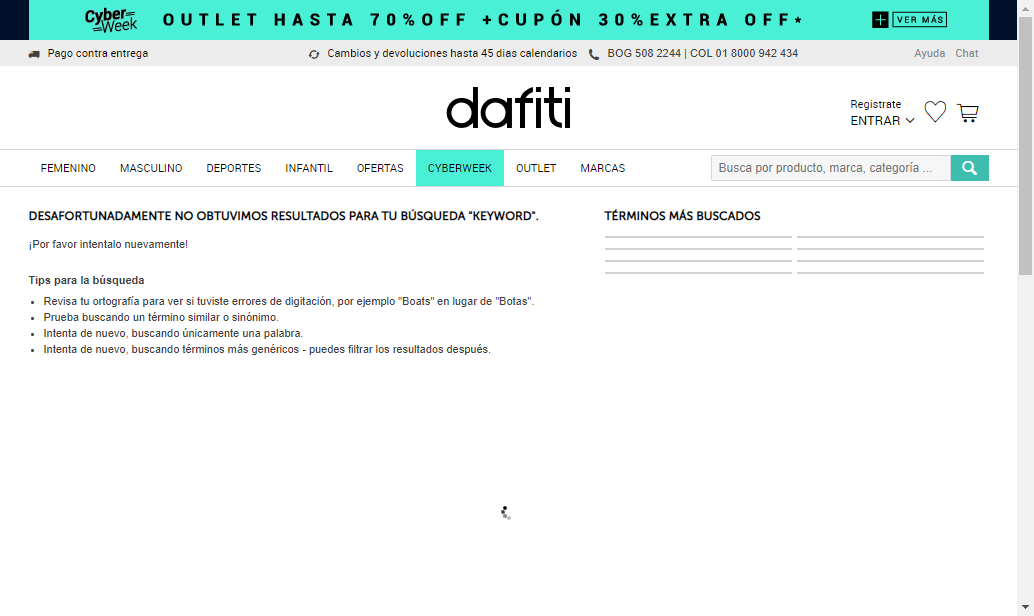 Cyber Week
OUTLET HASTA 70%OFF +CUPÓN 30%EXTRA OFF*
+ VER MÁS
Pago contra entrega
Cambios y devoluciones hasta 45 dias calendarios
BOG 508 2244 | COL 01 8000 942 434
Ayuda Chat
dafiti
Registrate
ENTRAR
FEMENINO MASCULINO DEPORTES INFANTIL OFERTAS CYBERWEEK OUTLET MARCAS
Busca por producto, marca, categoría ...
DESAFORTUNADAMENTE NO OBTUVIMOS RESULTADOS PARA TU BÚSQUEDA "KEYWORD".
¡Por favor intentalo nuevamente!
Tips para la búsqueda
Revisa tu ortografía para ver si tuviste errores de digitación, por ejemplo "Boats" en lugar de "Botas".
Prueba buscando un término similar o sinónimo.
Intenta de nuevo, buscando únicamente una palabra.
Intenta de nuevo, buscando términos más genéricos - puedes filtrar los resultados después.
TÉRMINOS MÁS BUSCADOS